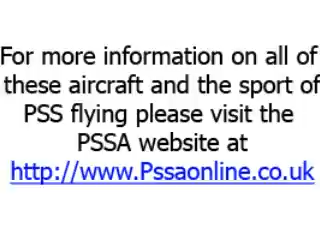 For more information on all of
these aircraft and the sport of
PSS flying please visit the
PSSA website at
http://www.Pssaonline.co.uk